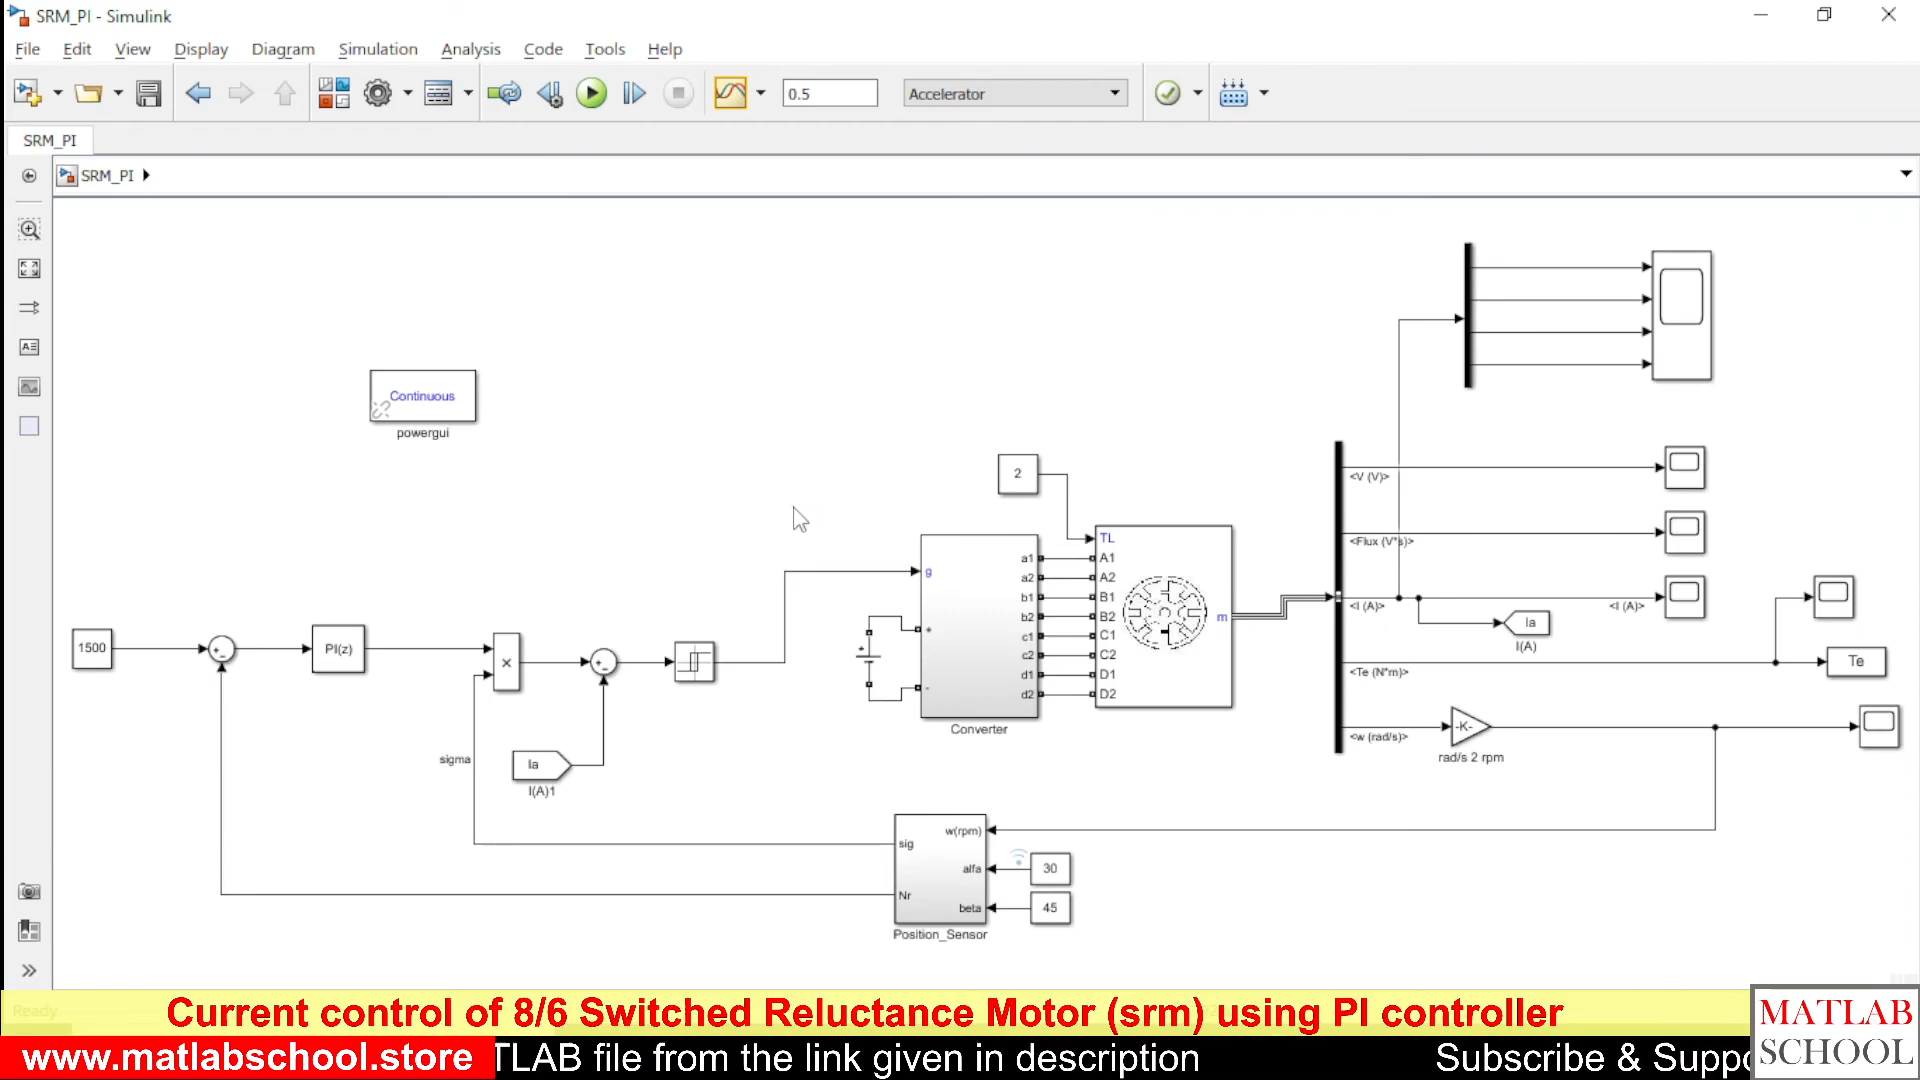 SRM_PI - Simulink
File Edit View Display Diagram Simulation Analysis Code Tools Help
0.5 Accelerator
SRM_PI
SRM_PI
Continuous
powergui
2
TL
A1
A2
B1
B2
C1
C2
D1
D2
m
g
+
-
a1
a2
b1
b2
c1
c2
d1
d2
Converter
1500
PI(z)
×
sigma
Ia
I(A)1
<V (V)>
<Flux (V*s)>
<I (A)>
<I (A)>
Ia
I(A)
<Te (N*m)>
Te
<w (rad/s)>
-K-
rad/s 2 rpm
w(rpm)
sig
alfa
30
Nr
beta
45
Position_Sensor
Ready
Current control of 8/6 Switched Reluctance Motor (srm) using PI controller
www.matlabschool.store TLAB file from the link given in description Subscribe &
MATLAB
SCHOOL